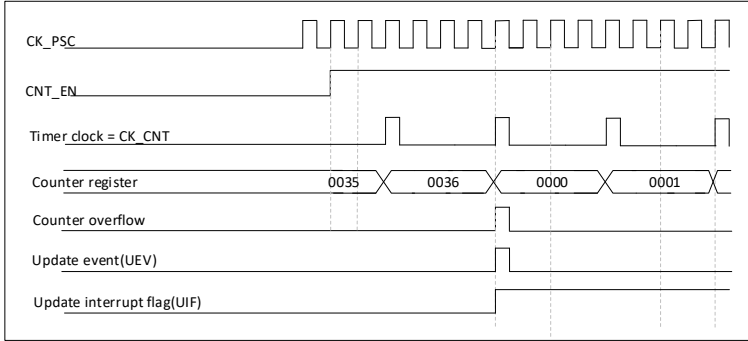 CK_PSC
CNT_EN
Timer clock = CK_CNT
Counter register 0035 0036 0000 0001
Counter overflow
Update event(UEV)
Update interrupt flag(UIF)